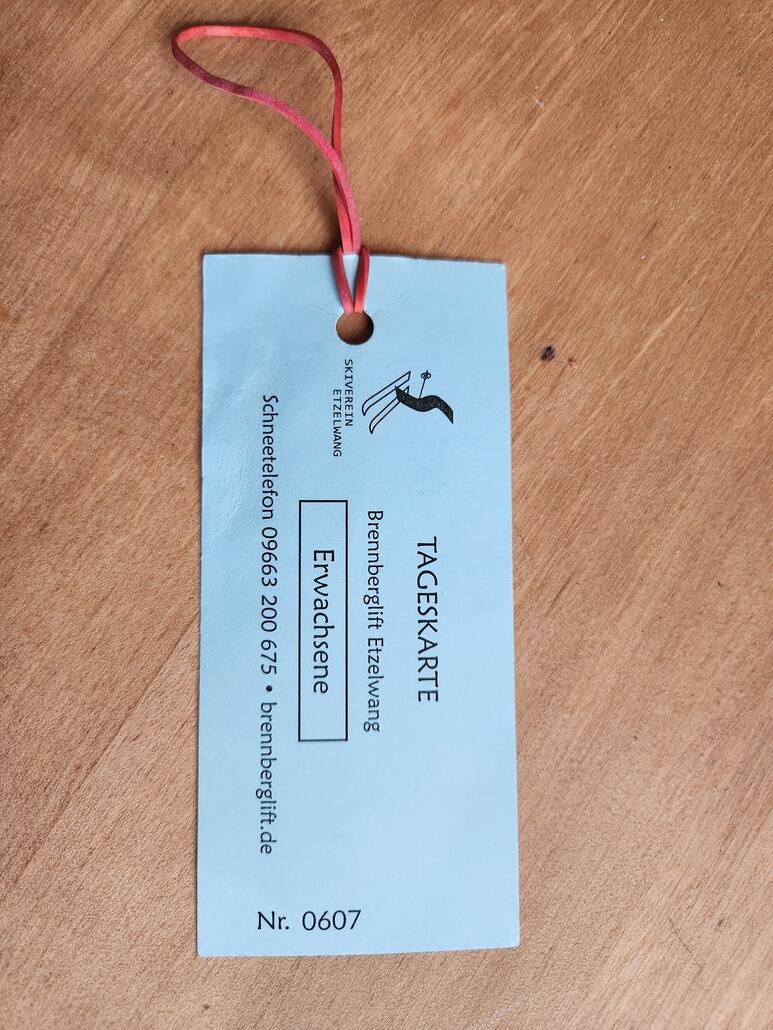 SKIVEREIN
ETZELWANG
TAGESKARTE
Brennberglift Etzelwang
Erwachsene
Schneetelefon 09663 200 675 • brennberglift.de
Nr. 0607